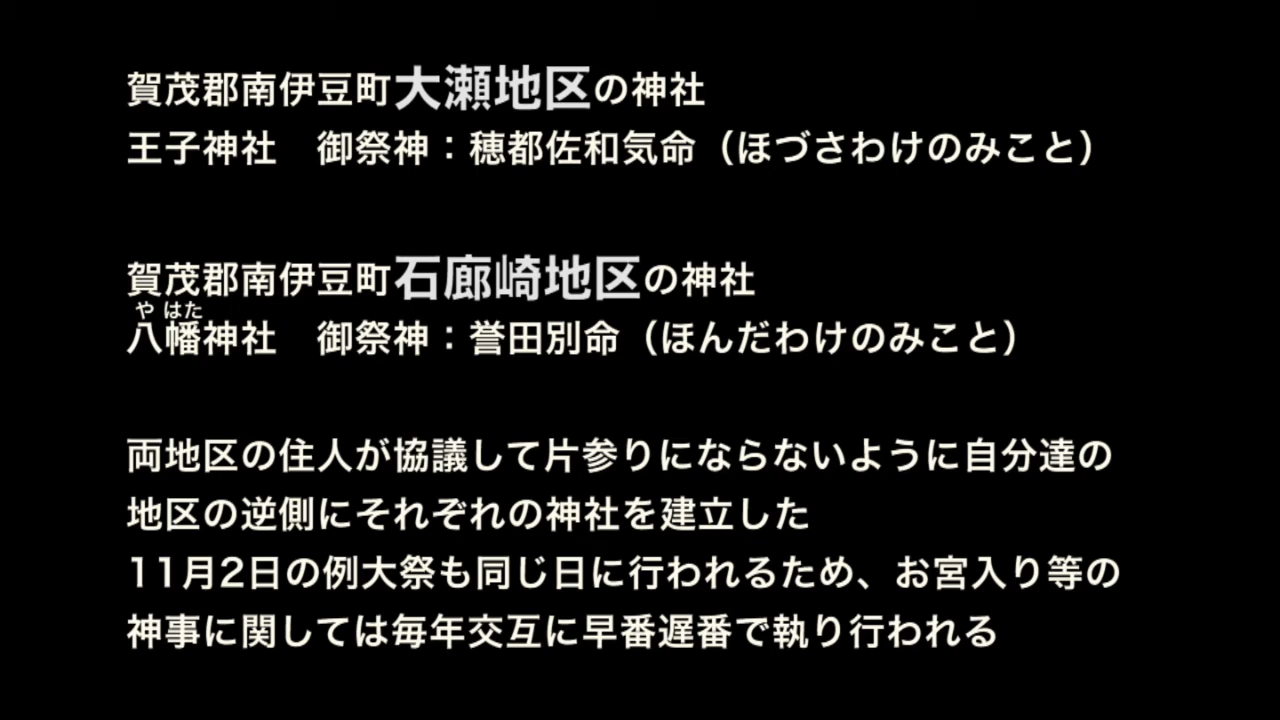 賀茂郡南伊豆町大瀬地区の神社
王子神社　御祭神：穂都佐和気命（ほづさわけのみこと）
賀茂郡南伊豆町石廊崎地区の神社
や はた
八幡神社　御祭神：誉田別命（ほんだわけのみこと）
両地区の住人が協議して片参りにならないように自分達の
地区の逆側にそれぞれの神社を建立した
11月2日の例大祭も同じ日に行われるため、お宮入り等の
神事に関しては毎年交互に早番遅番で執り行われる